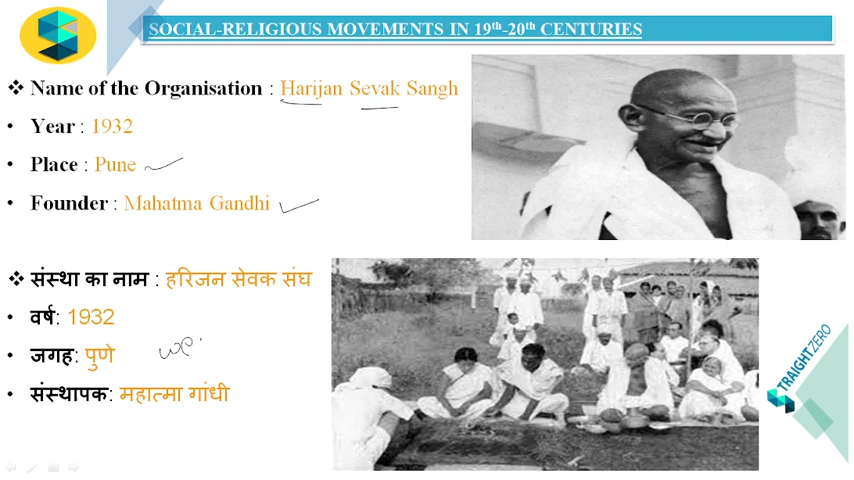 SOCIAL-RELIGIOUS MOVEMENTS IN 19th-20th CENTURIES
❖ Name of the Organisation : Harijan Sevak Sangh
• Year : 1932
• Place : Pune
• Founder : Mahatma Gandhi
❖ संस्था का नाम : हरिजन सेवक संघ
• वर्ष: 1932
• जगह: पुणे
• संस्थापक: महात्मा गांधी
TRAIGHTZERO